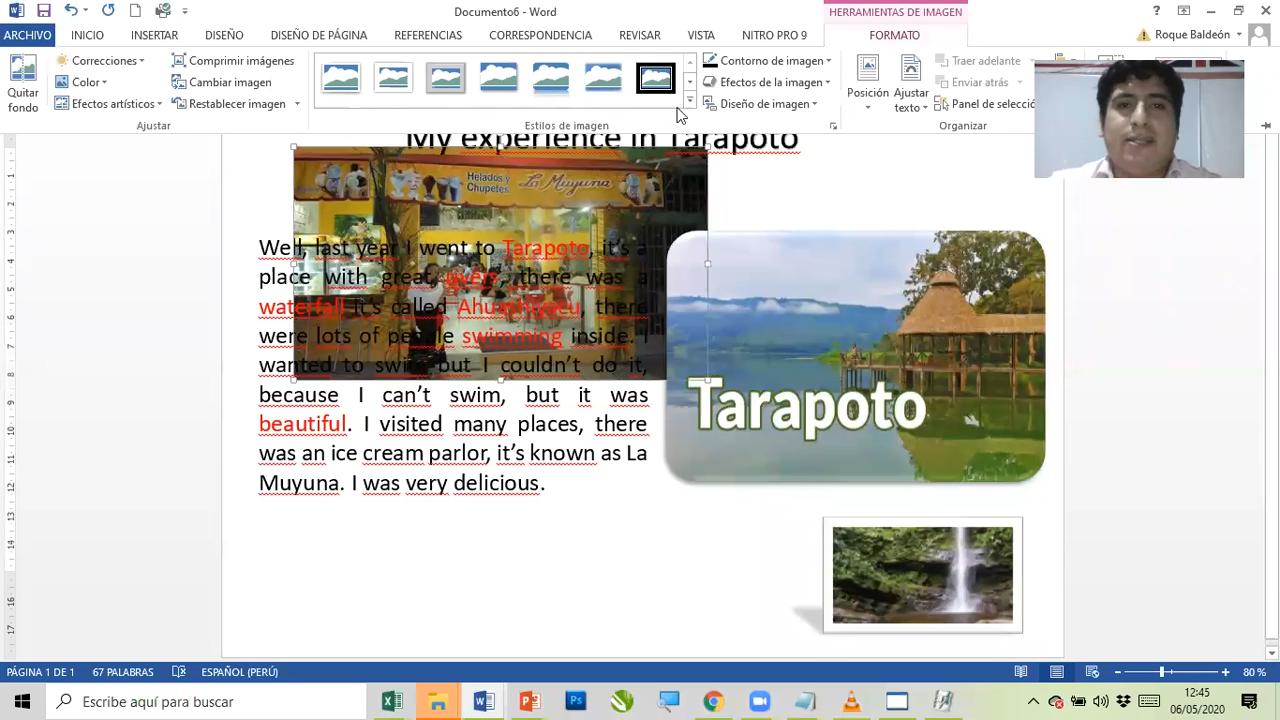 Documento6 - Word
HERRAMIENTAS DE IMAGEN
ARCHIVO INICIO INSERTAR DISEÑO DISEÑO DE PÁGINA REFERENCIAS CORRESPONDENCIA REVISAR VISTA NITRO PRO 9 FORMATO Roque Baldeón
Quitar fondo
Correcciones
Color
Efectos artísticos
Comprimir imágenes
Cambiar imagen
Restablecer imagen
Ajustar
Estilos de imagen
Contorno de imagen
Efectos de la imagen
Diseño de imagen
Posición
Ajustar texto
Traer adelante
Enviar atrás
Panel de selecció
Organizar
My experience in Tarapoto
Helados y
Chupetes
La Muyuna
Well, last year I went to Tarapoto, it's a
place with great rivers, there was a
waterfall it's called Ahuashiyacu, there
were lots of people swimming inside. I
wanted to swim but I couldn't do it,
because I can't swim, but it was
beautiful. I visited many places, there
was an ice cream parlor, it's known as La
Muyuna. I was very delicious.
Tarapoto
PÁGINA 1 DE 1 67 PALABRAS ESPAÑOL (PERÚ) 80 %
Escribe aquí para buscar
12:45
06/05/2020